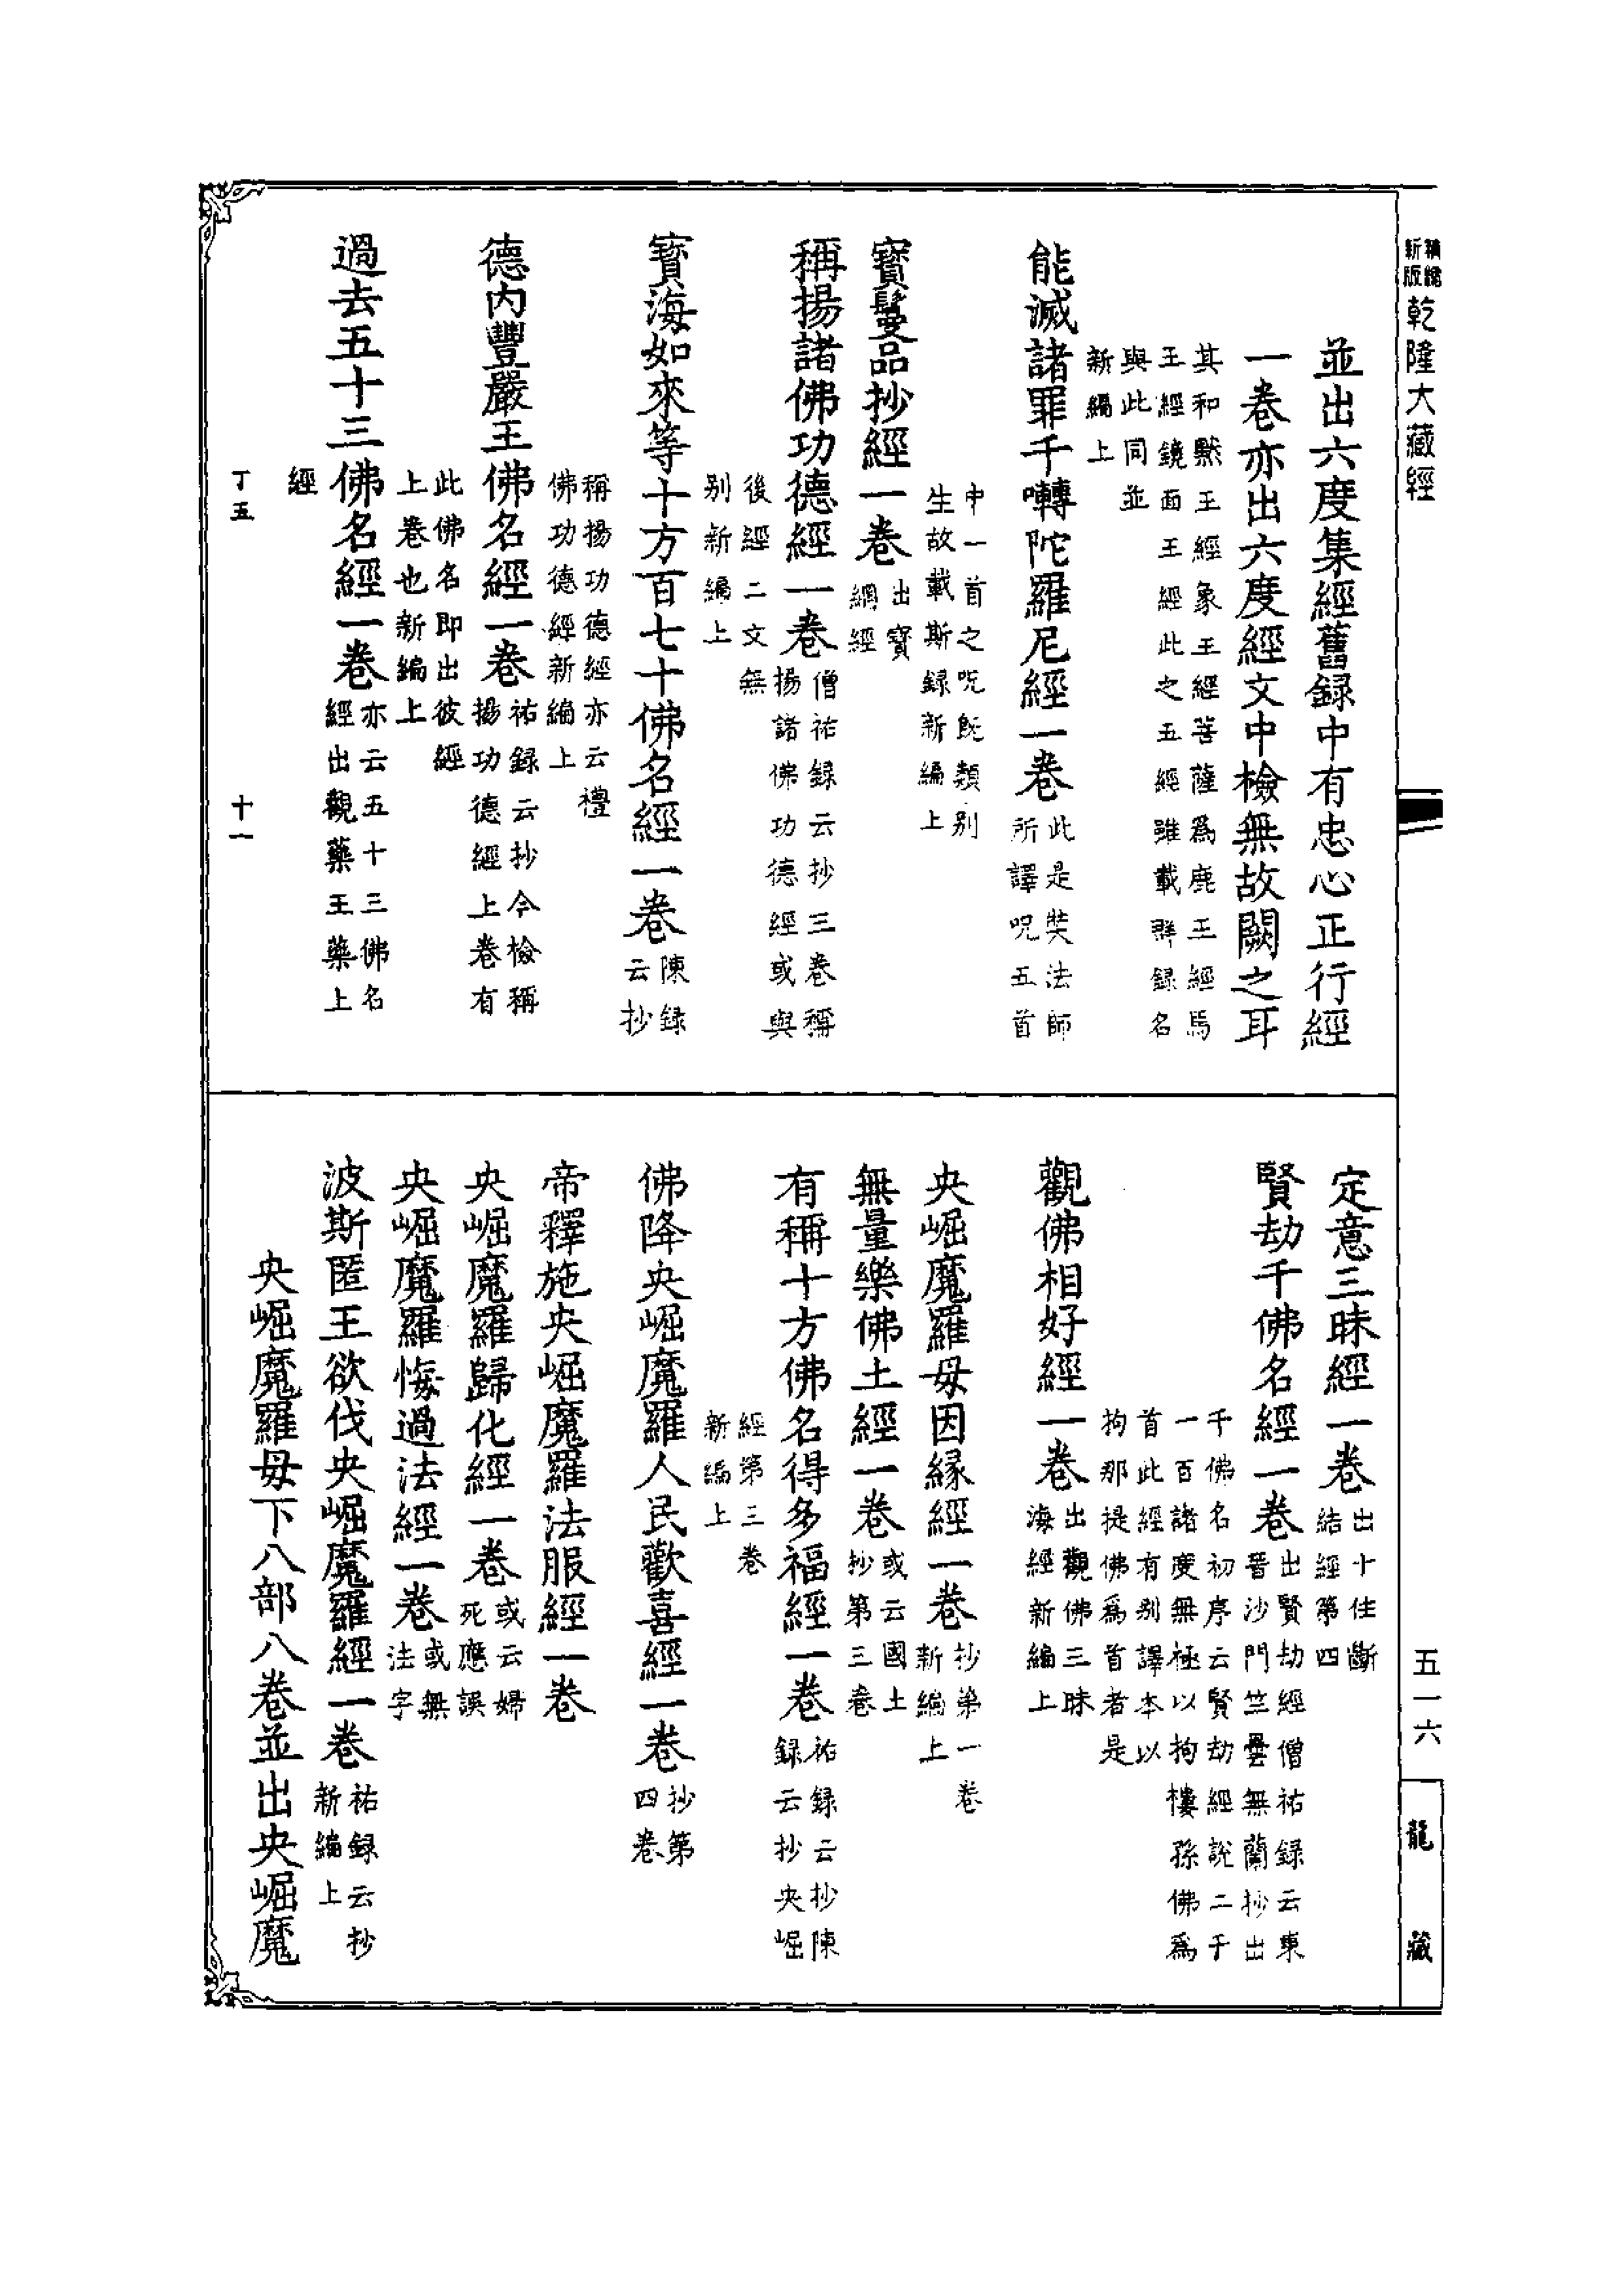 新版
乾隆大藏經
五一六
龍藏
並出六度集經舊録中有忠心正行經
一卷亦出六度經文中檢無故闕之耳
其和黙王經象王經菩薩爲鹿王經馬
王經鏡面王經此之五經雖載群録名
與此同並
新編上
能滅諸罪千囀陀羅尼經一卷
此是奘法師
所譯呪五首
中一首之呪既類别
生故載斯録新編上
寶鬘品抄經一卷
出寶
網經
稱揚諸佛功德經一卷
僧祐録云抄三卷稱
揚諸佛功德經或與
後經二文無
别新編上
寶海如來等十方百七十佛名經一卷
陳録
云抄
稱揚功德經亦云禮
佛功德經新編上
德内豐嚴王佛名經一卷
祐録云抄今檢稱
揚功德經上卷有
此佛名即出彼經
上卷也新編上
過去五十三佛名經一卷
亦云五十三佛名
經出觀藥王藥上
經
丁五
十一
定意三昧經一卷
出十住斷
結經第四
賢劫千佛名經一卷
出賢劫經僧祐録云東
晉沙門竺曇無蘭抄出
千佛名初序云賢劫經說二千
一百諸度無極以拘樓孫佛爲
首此經有别譯本以
拘那提佛爲首者是
觀佛相好經一卷
出觀佛三昧
海經新編上
央崛魔羅母因緣經一卷
抄第一卷
新編上
無量樂佛土經一卷
或云國土
抄第三卷
有稱十方佛名得多福經一卷
祐録云抄陳
録云抄央崛
經第三卷
新編上
佛降央崛魔羅人民歡喜經一卷
抄第
四卷
帝釋施央崛魔羅法服經一卷
央崛魔羅歸化經一卷
或云婦
死應誤
央崛魔羅悔過法經一卷
或無
法字
波斯匿王欲伐央崛魔羅經一卷
祐録云抄
新編上
央崛魔羅母下八部八卷並出央崛魔